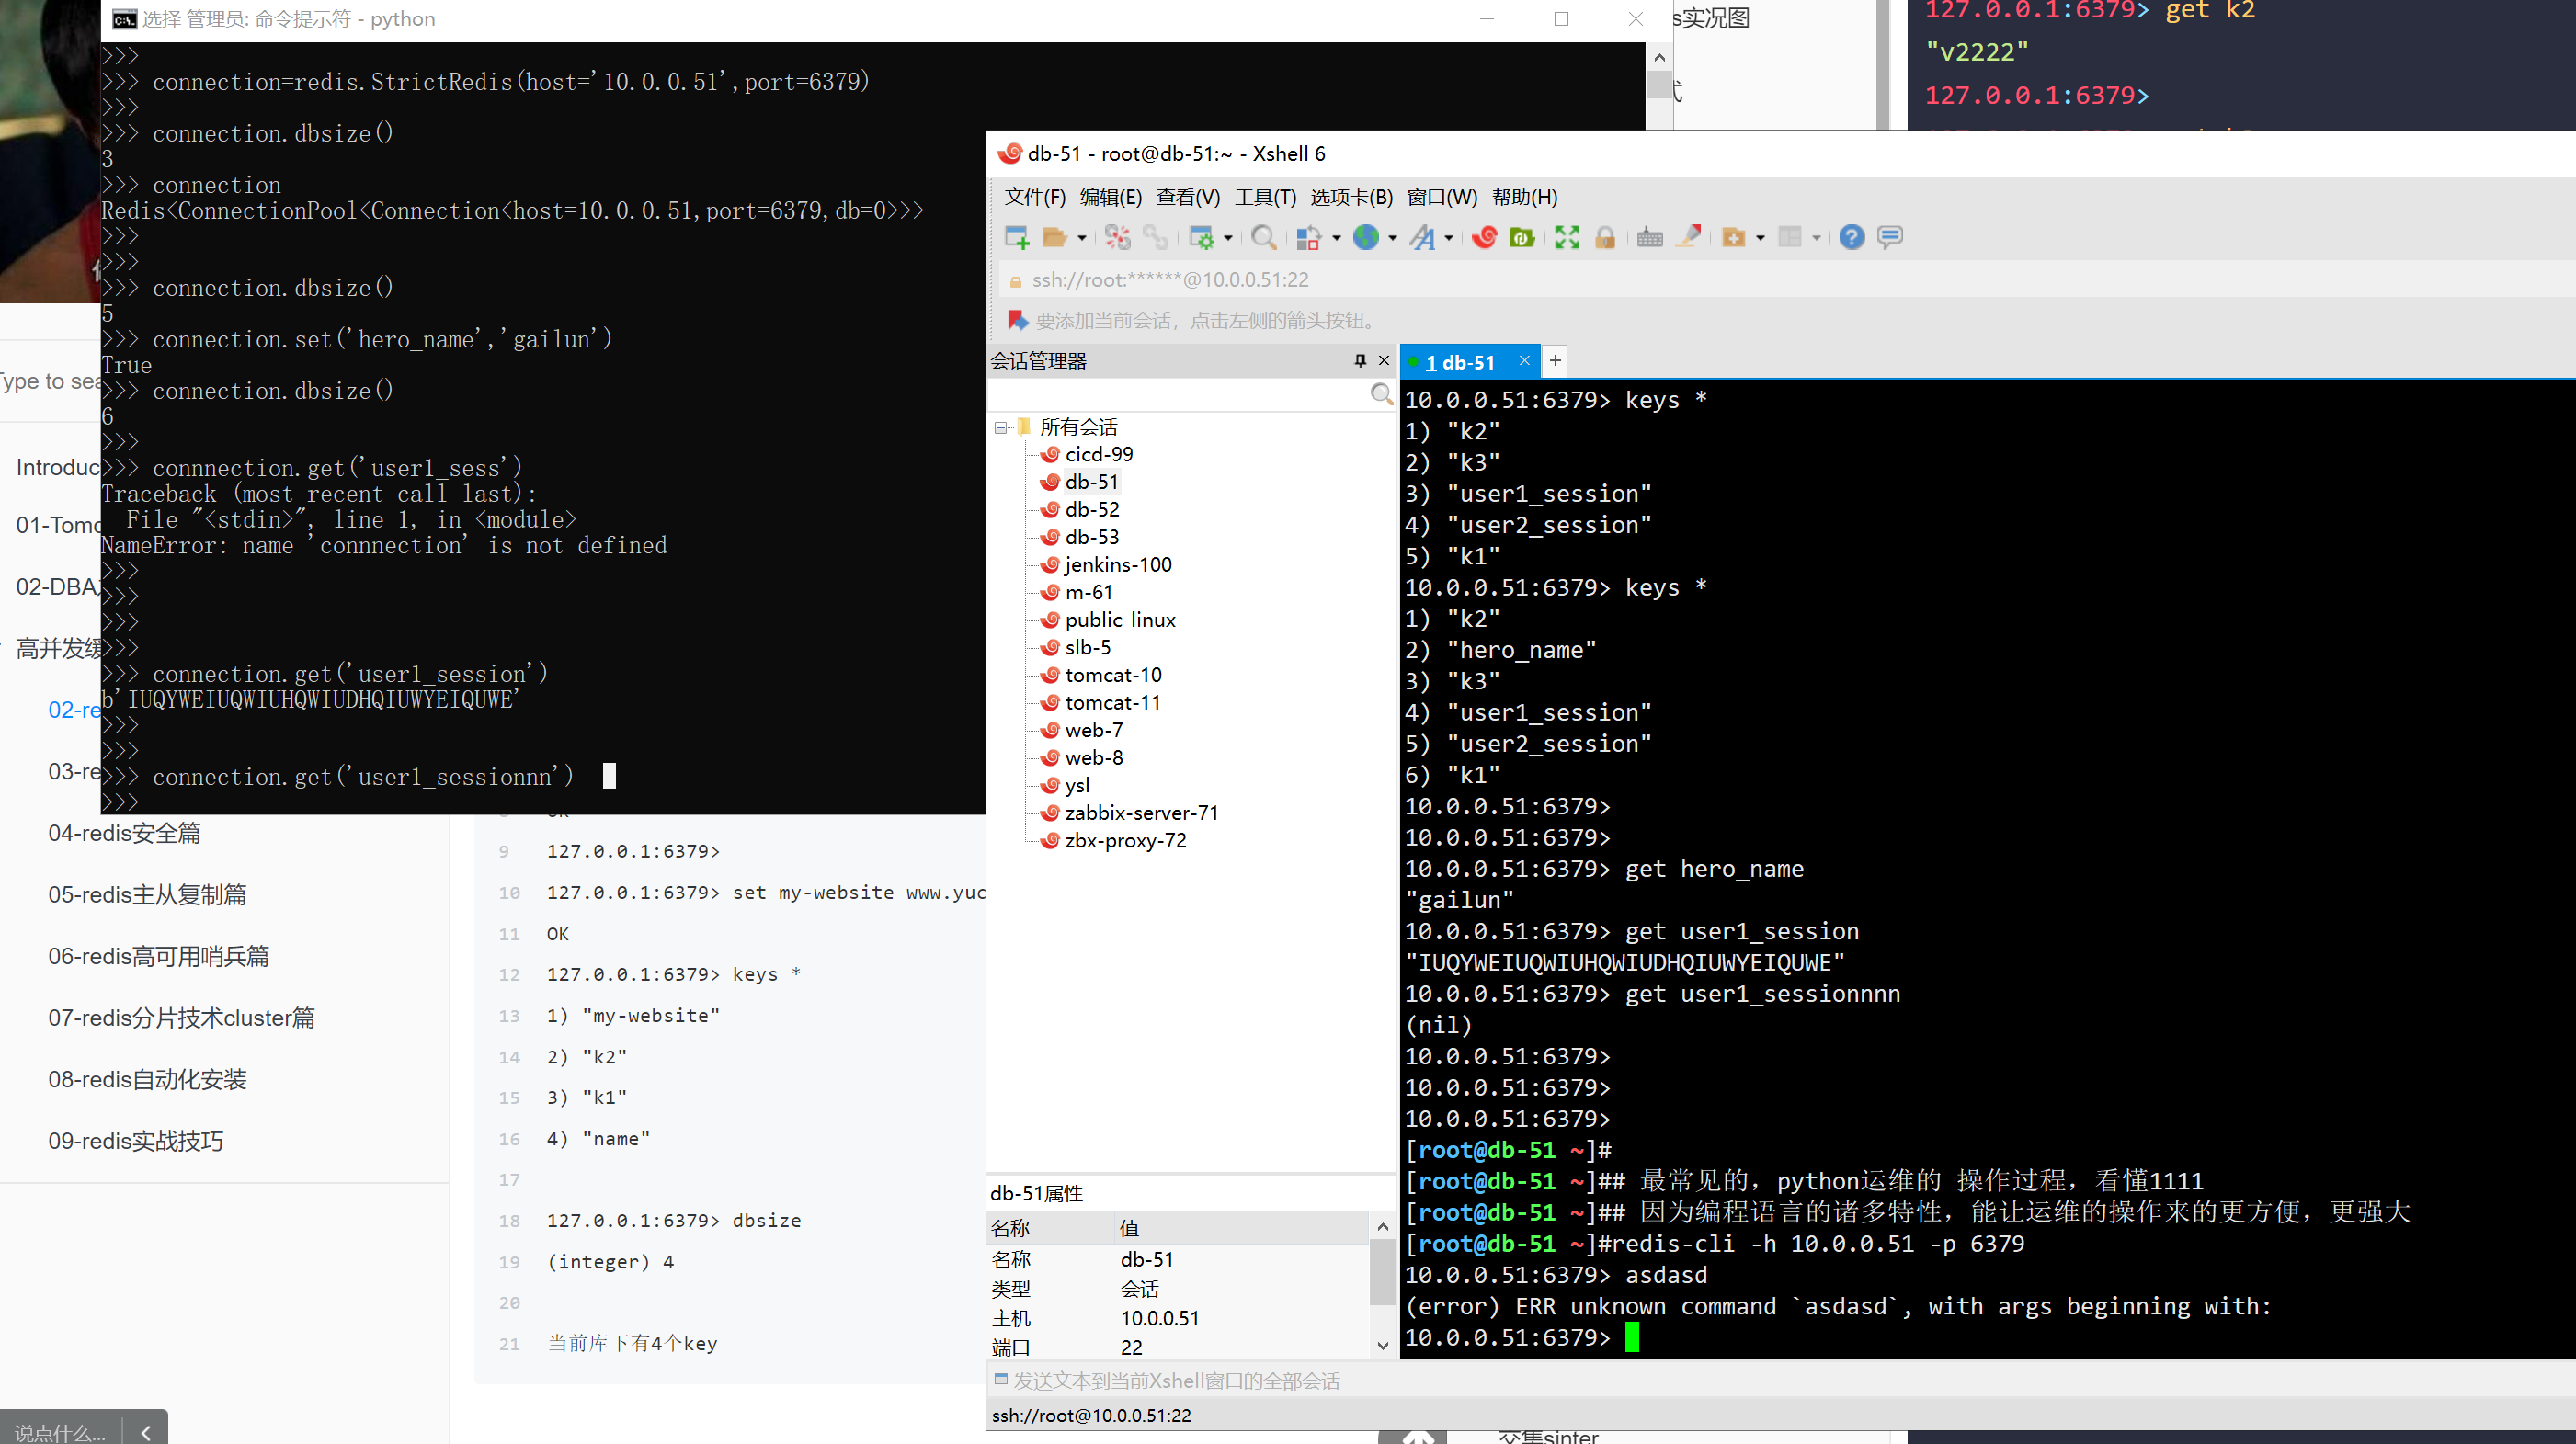 选择 管理员: 命令提示符 - python
>>>
>>> connection=redis.StrictRedis(host='10.0.0.51',port=6379)
>>>
>>> connection.dbsize()
3
>>> connection
Redis<ConnectionPool<Connection<host=10.0.0.51,port=6379,db=0>>>
>>>
>>>
>>> connection.dbsize()
5
>>> connection.set('hero_name','gailun')
True
>>> connection.dbsize()
6
>>>
>>> connnection.get('user1_sess')
Traceback (most recent call last):
  File "<stdin>", line 1, in <module>
NameError: name 'connnection' is not defined
>>>
>>>
>>>
>>>
>>> connection.get('user1_session')
b'IUQYWEIUQWIUHQWIUDHQIUWYEIQUWE'
>>>
>>>
>>> connection.get('user1_sessionnn')
>>>
s实况图
127.0.0.1:6379> get k2
"v2222"
127.0.0.1:6379>
Type to sea
Introduc
01-Tomc
02-DBA
高并发缓
02-re
03-re
04-redis安全篇
05-redis主从复制篇
06-redis高可用哨兵篇
07-redis分片技术cluster篇
08-redis自动化安装
09-redis实战技巧
说点什么...
9 127.0.0.1:6379>
10 127.0.0.1:6379> set my-website www.yuc
11 OK
12 127.0.0.1:6379> keys *
13 1) "my-website"
14 2) "k2"
15 3) "k1"
16 4) "name"
17
18 127.0.0.1:6379> dbsize
19 (integer) 4
20
21 当前库下有4个key
db-51 - root@db-51:~ - Xshell 6
文件(F) 编辑(E) 查看(V) 工具(T) 选项卡(B) 窗口(W) 帮助(H)
ssh://root:******@10.0.0.51:22
要添加当前会话，点击左侧的箭头按钮。
会话管理器
所有会话
cicd-99
db-51
db-52
db-53
jenkins-100
m-61
public_linux
slb-5
tomcat-10
tomcat-11
web-7
web-8
ysl
zabbix-server-71
zbx-proxy-72
db-51属性
名称 值
名称 db-51
类型 会话
主机 10.0.0.51
端口 22
1 db-51
10.0.0.51:6379> keys *
1) "k2"
2) "k3"
3) "user1_session"
4) "user2_session"
5) "k1"
10.0.0.51:6379> keys *
1) "k2"
2) "hero_name"
3) "k3"
4) "user1_session"
5) "user2_session"
6) "k1"
10.0.0.51:6379>
10.0.0.51:6379>
10.0.0.51:6379> get hero_name
"gailun"
10.0.0.51:6379> get user1_session
"IUQYWEIUQWIUHQWIUDHQIUWYEIQUWE"
10.0.0.51:6379> get user1_sessionnnn
(nil)
10.0.0.51:6379>
10.0.0.51:6379>
10.0.0.51:6379>
[root@db-51 ~]#
[root@db-51 ~]## 最常见的，python运维的 操作过程，看懂1111
[root@db-51 ~]## 因为编程语言的诸多特性，能让运维的操作来的更方便，更强大
[root@db-51 ~]#redis-cli -h 10.0.0.51 -p 6379
10.0.0.51:6379> asdasd
(error) ERR unknown command `asdasd`, with args beginning with:
10.0.0.51:6379>
发送文本到当前Xshell窗口的全部会话
ssh://root@10.0.0.51:22
交集sinter